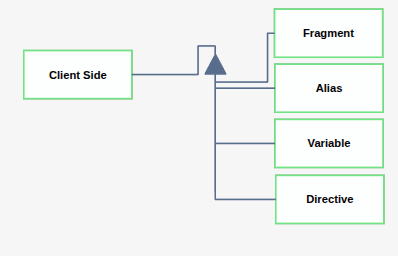 Fragment
Client Side
Alias
Variable
Directive